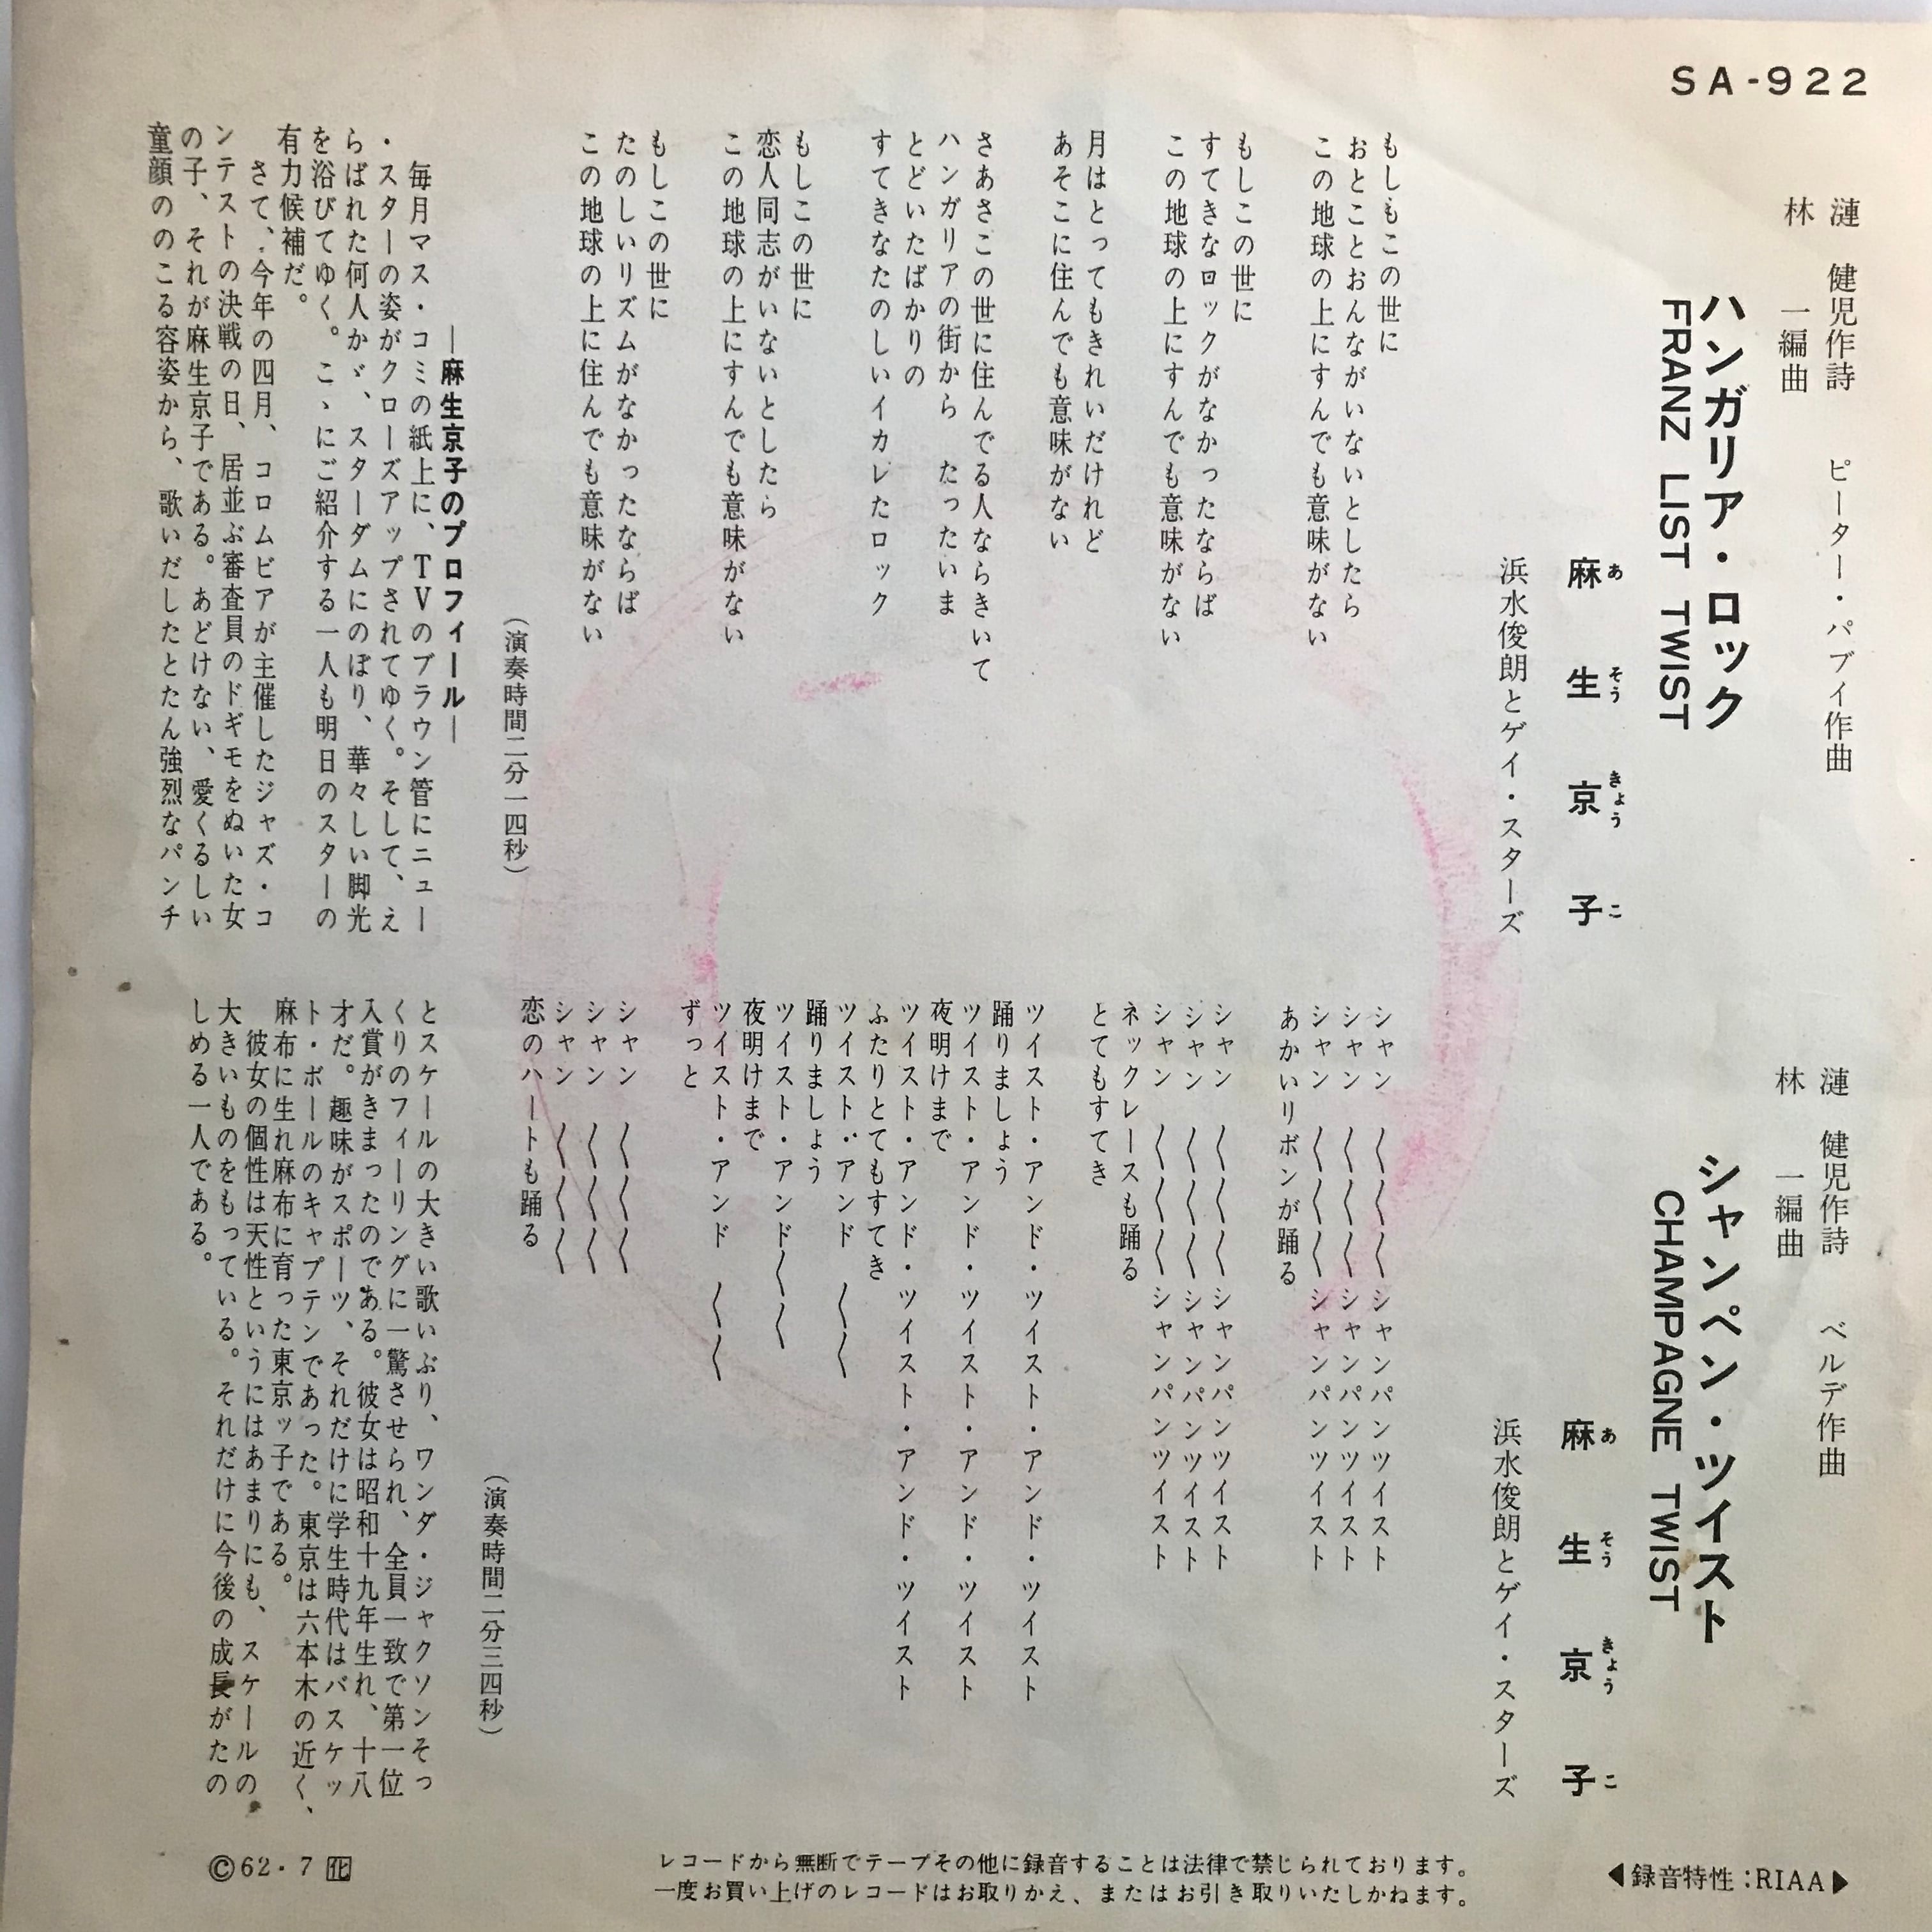 SA-922
漣 健児作詩 ピーター・パブイ作曲
林 一編曲
ハンガリア・ロック
FRANZ LIST TWIST
麻生京子
あそうきょうこ
浜水俊朗とゲイ・スターズ
もしもこの世に
おとことおんながいないとしたら
この地球の上にすんでも意味がない
もしこの世に
すてきなロックがなかったならば
この地球の上にすんでも意味がない
月はとってもきれいだけれど
あそこに住んでも意味がない
さあさこの世に住んでる人ならきいて
ハンガリアの街から たったいま
とどいたばかりの
すてきなたのしいイカレたロック
もしこの世に
恋人同志がいないとしたら
この地球の上にすんでも意味がない
もしこの世に
たのしいリズムがなかったならば
この地球の上に住んでも意味がない
(演奏時間二分一四秒)
漣 健児作詩 ベルデ作曲
林 一編曲
シャンペン・ツイスト
CHAMPAGNE TWIST
麻生京子
あそうきょうこ
浜水俊朗とゲイ・スターズ
シャン 〱〱〱シャンパンツイスト
シャン 〱〱〱シャンパンツイスト
シャン 〱〱〱シャンパンツイスト
あかいリボンが踊る
シャン 〱〱〱シャンパンツイスト
シャン 〱〱〱シャンパンツイスト
シャン 〱〱〱シャンパンツイスト
ネックレースも踊る
とてもすてき
ツイスト・アンド・ツイスト・アンド・ツイスト
踊りましょう
ツイスト・アンド・ツイスト・アンド・ツイスト
夜明けまで
ツイスト・アンド・ツイスト・アンド・ツイスト
ふたりとてもすてき
ツイスト・アンド 〱〱
踊りましょう
ツイスト・アンド〱〱
夜明けまで
ツイスト・アンド 〱〱
ずっと
シャン 〱〱〱
シャン 〱〱〱
シャン 〱〱〱
恋のハートも踊る
(演奏時間二分三四秒)
―麻生京子のプロフィール―
毎月マス・コミの紙上に、TVのブラウン管にニュー
・スターの姿がクローズアップされてゆく。そして、え
らばれた何人かゞ、スターダムにのぼり、華々しい脚光
を浴びてゆく。こゝにご紹介する一人も明日のスターの
有力候補だ。
さて、今年の四月、コロムビアが主催したジャズ・コ
ンテストの決戦の日、居並ぶ審査員のドギモをぬいた女
の子、それが麻生京子である。あどけない、愛くるしい
童顔ののこる容姿から、歌いだしたとたん強烈なパンチ
とスケールの大きい歌いぶり、ワンダ・ジャクソンそっ
くりのフィーリングに一驚させられ、全員一致で第一位
入賞がきまったのである。彼女は昭和十九年生れ、十八
才だ。趣味がスポーツ、それだけに学生時代はバスケッ
ト・ボールのキャプテンであった。東京は六本木の近く、
麻布に生れ麻布に育った東京ッ子である。
彼女の個性は天性というにはあまりにも、スケールの
大きいものをもっている。それだけに今後の成長がたの
しめる一人である。
レコードから無断でテープその他に録音することは法律で禁じられております。
一度お買い上げのレコードはお取りかえ、またはお引き取りいたしかねます。
◀録音特性:RIAA▶
©62・7